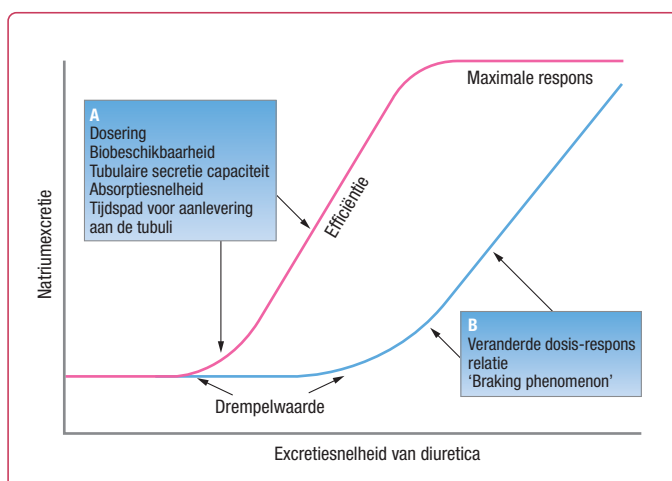 Maximale respons
A
Dosering
Biobeschikbaarheid
Tubulaire secretie capaciteit
Absorptiesnelheid
Tijdspad voor aanlevering
aan de tubuli
Efficiëntie
Natriumexcretie
B
Veranderde dosis-respons
relatie
‘Braking phenomenon’
Drempelwaarde
Excretiesnelheid van diuretica